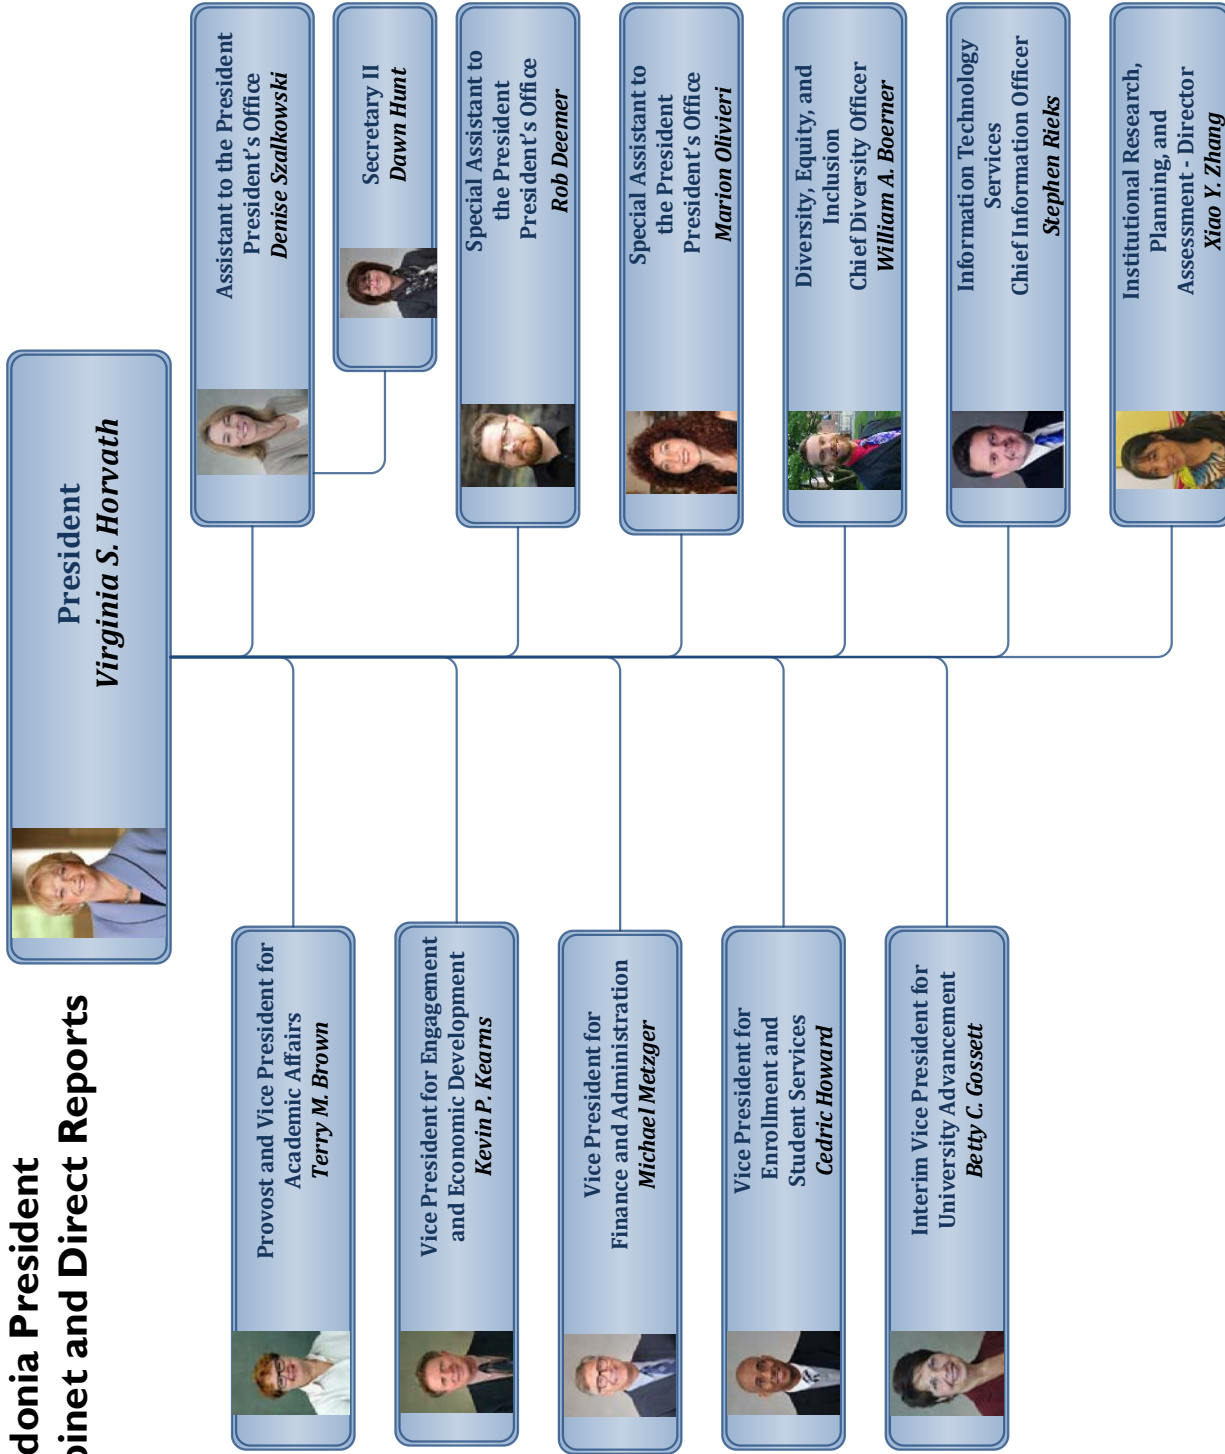 donia President
binet and Direct Reports
President
Virginia S. Horvath
Provost and Vice President for
Academic Affairs
Terry M. Brown
Vice President for Engagement
and Economic Development
Kevin P. Kearns
Vice President for
Finance and Administration
Michael Metzger
Vice President for
Enrollment and
Student Services
Cedric Howard
Interim Vice President for
University Advancement
Betty C. Gossett
Assistant to the President
President's Office
Denise Szalkowski
Secretary II
Dawn Hunt
Special Assistant to
the President
President's Office
Rob Deemer
Special Assistant to
the President
President's Office
Marion Olivieri
Diversity, Equity, and
Inclusion
Chief Diversity Officer
William A. Boerner
Information Technology
Services
Chief Information Officer
Stephen Rieks
Institutional Research,
Planning, and
Assessment - Director
Xiao Y. Zhang